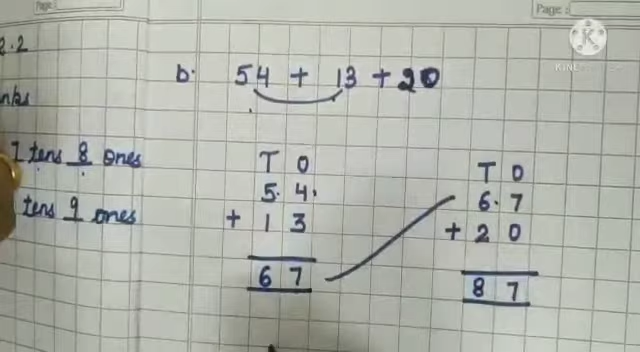 Page:
Page:
2.2
b. 54 + 13 + 20
7 tens 8 ones
tens 9 ones
T O
5 4
+ 1 3
6 7
T O
6 7
+ 2 0
8 7